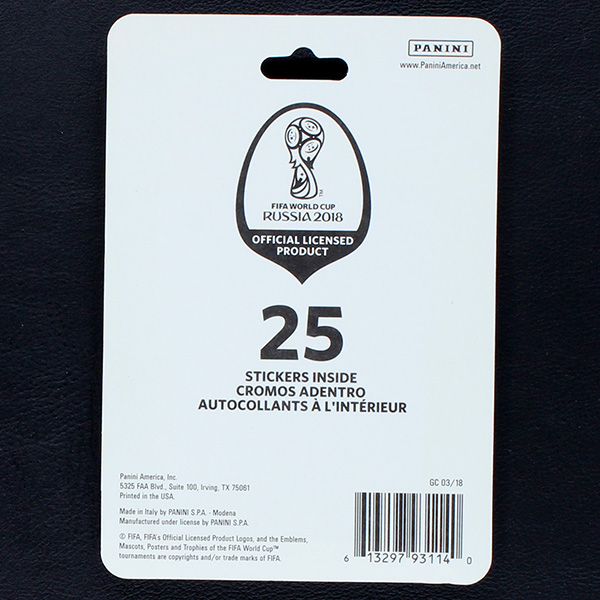 PANINI
www.PaniniAmerica.net
TM
FIFA WORLD CUP
RUSSIA 2018
OFFICIAL LICENSED
PRODUCT
25
STICKERS INSIDE
CROMOS ADENTRO
AUTOCOLLANTS À L'INTÉRIEUR
Panini America, Inc.
5325 FAA Blvd., Suite 100, Irving, TX 75061
Printed in the USA.
GC 03/18
Made in Italy by PANINI S.P.A. - Modena
Manufactured under license by PANINI S.P.A.
© FIFA, FIFA's Official Licensed Product Logos, and the Emblems,
Mascots, Posters and Trophies of the FIFA World Cup™
tournaments are copyrights and/or trade marks of FIFA.
6 13297 93114 0